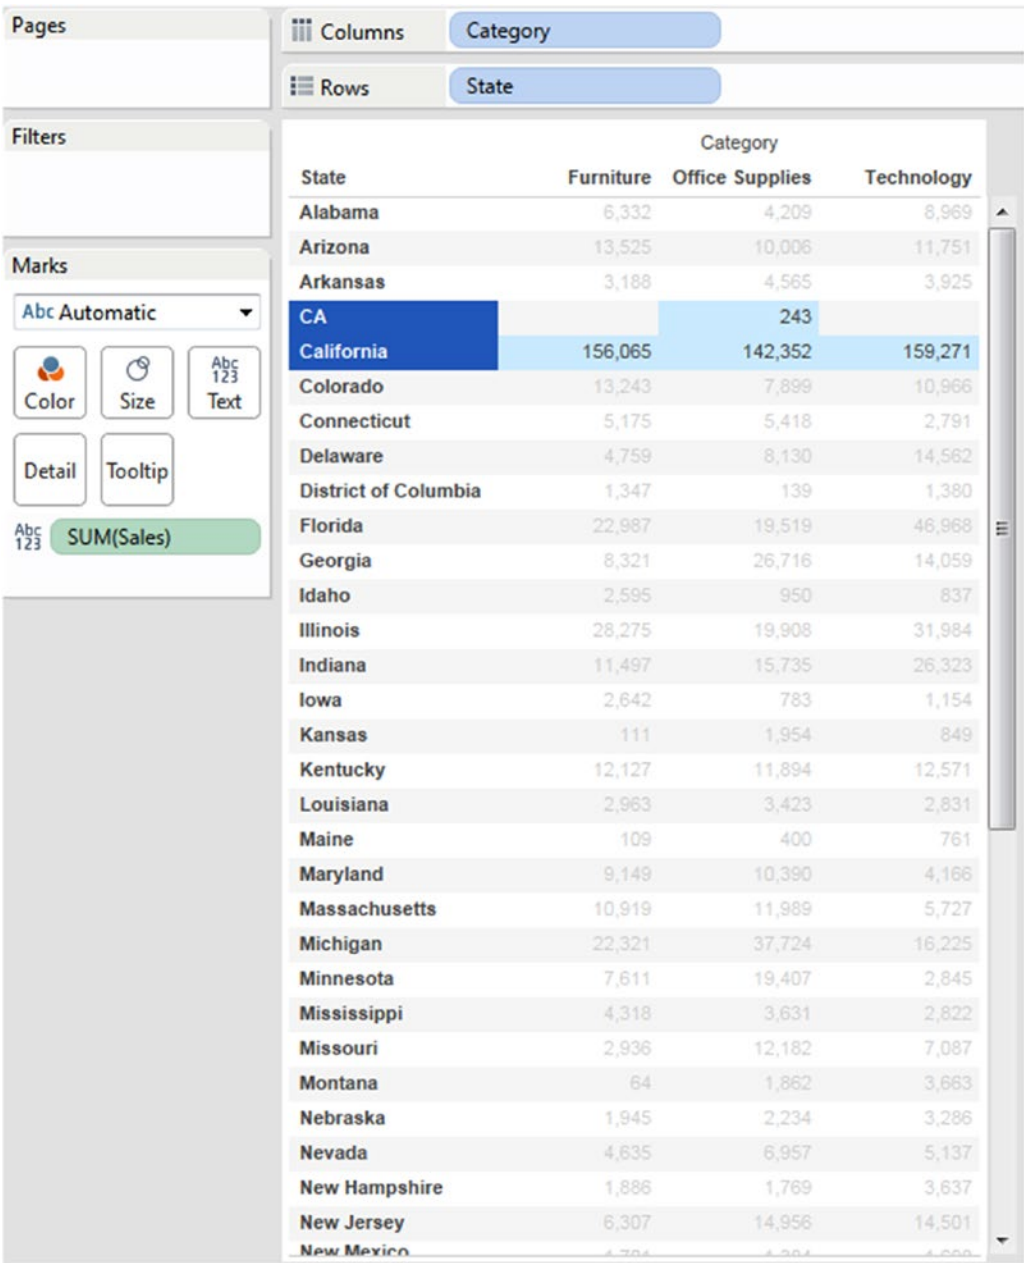 Pages
Columns Category
Rows State
Filters
Marks
Abc Automatic
Color Size Abc 123 Text
Detail Tooltip
Abc 123 SUM(Sales)
Category
State Furniture Office Supplies Technology
Alabama 6,332 4,209 8,969
Arizona 13,525 10,006 11,751
Arkansas 3,188 4,565 3,925
CA 243
California 156,065 142,352 159,271
Colorado 13,243 7,899 10,966
Connecticut 5,175 5,418 2,791
Delaware 4,759 8,130 14,562
District of Columbia 1,347 139 1,380
Florida 22,987 19,519 46,968
Georgia 8,321 26,716 14,059
Idaho 2,595 950 837
Illinois 28,275 19,908 31,984
Indiana 11,497 15,735 26,323
Iowa 2,642 783 1,154
Kansas 111 1,954 849
Kentucky 12,127 11,894 12,571
Louisiana 2,963 3,423 2,831
Maine 109 400 761
Maryland 9,149 10,390 4,166
Massachusetts 10,919 11,989 5,727
Michigan 22,321 37,724 16,225
Minnesota 7,611 19,407 2,845
Mississippi 4,318 3,631 2,822
Missouri 2,936 12,182 7,087
Montana 64 1,862 3,663
Nebraska 1,945 2,234 3,286
Nevada 4,635 6,957 5,137
New Hampshire 1,886 1,769 3,637
New Jersey 6,307 14,956 14,501
New Mexico